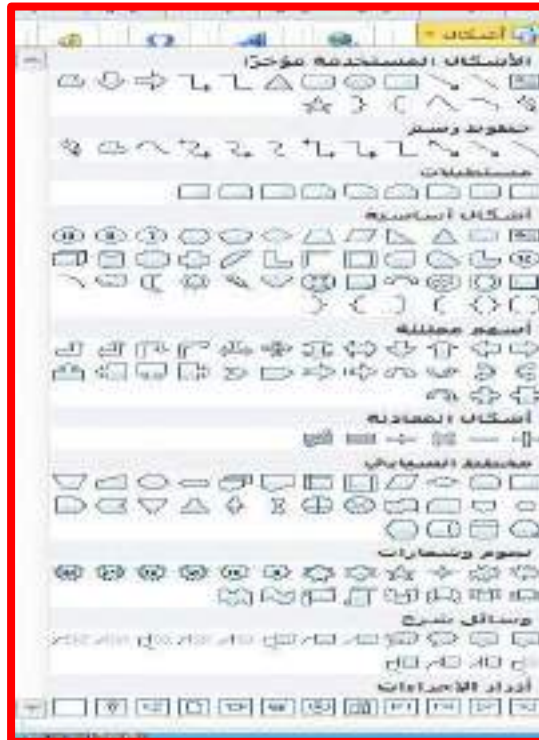 أشكال
الأشكال المستخدمة مؤخرًا
خطوط رسم
مستطيلات
أشكال أساسية
أسهم ممتلئة
أشكال المعادلة
مخطط انسيابي
نجوم وشعارات
وسائل شرح
أزرار الإجراءات